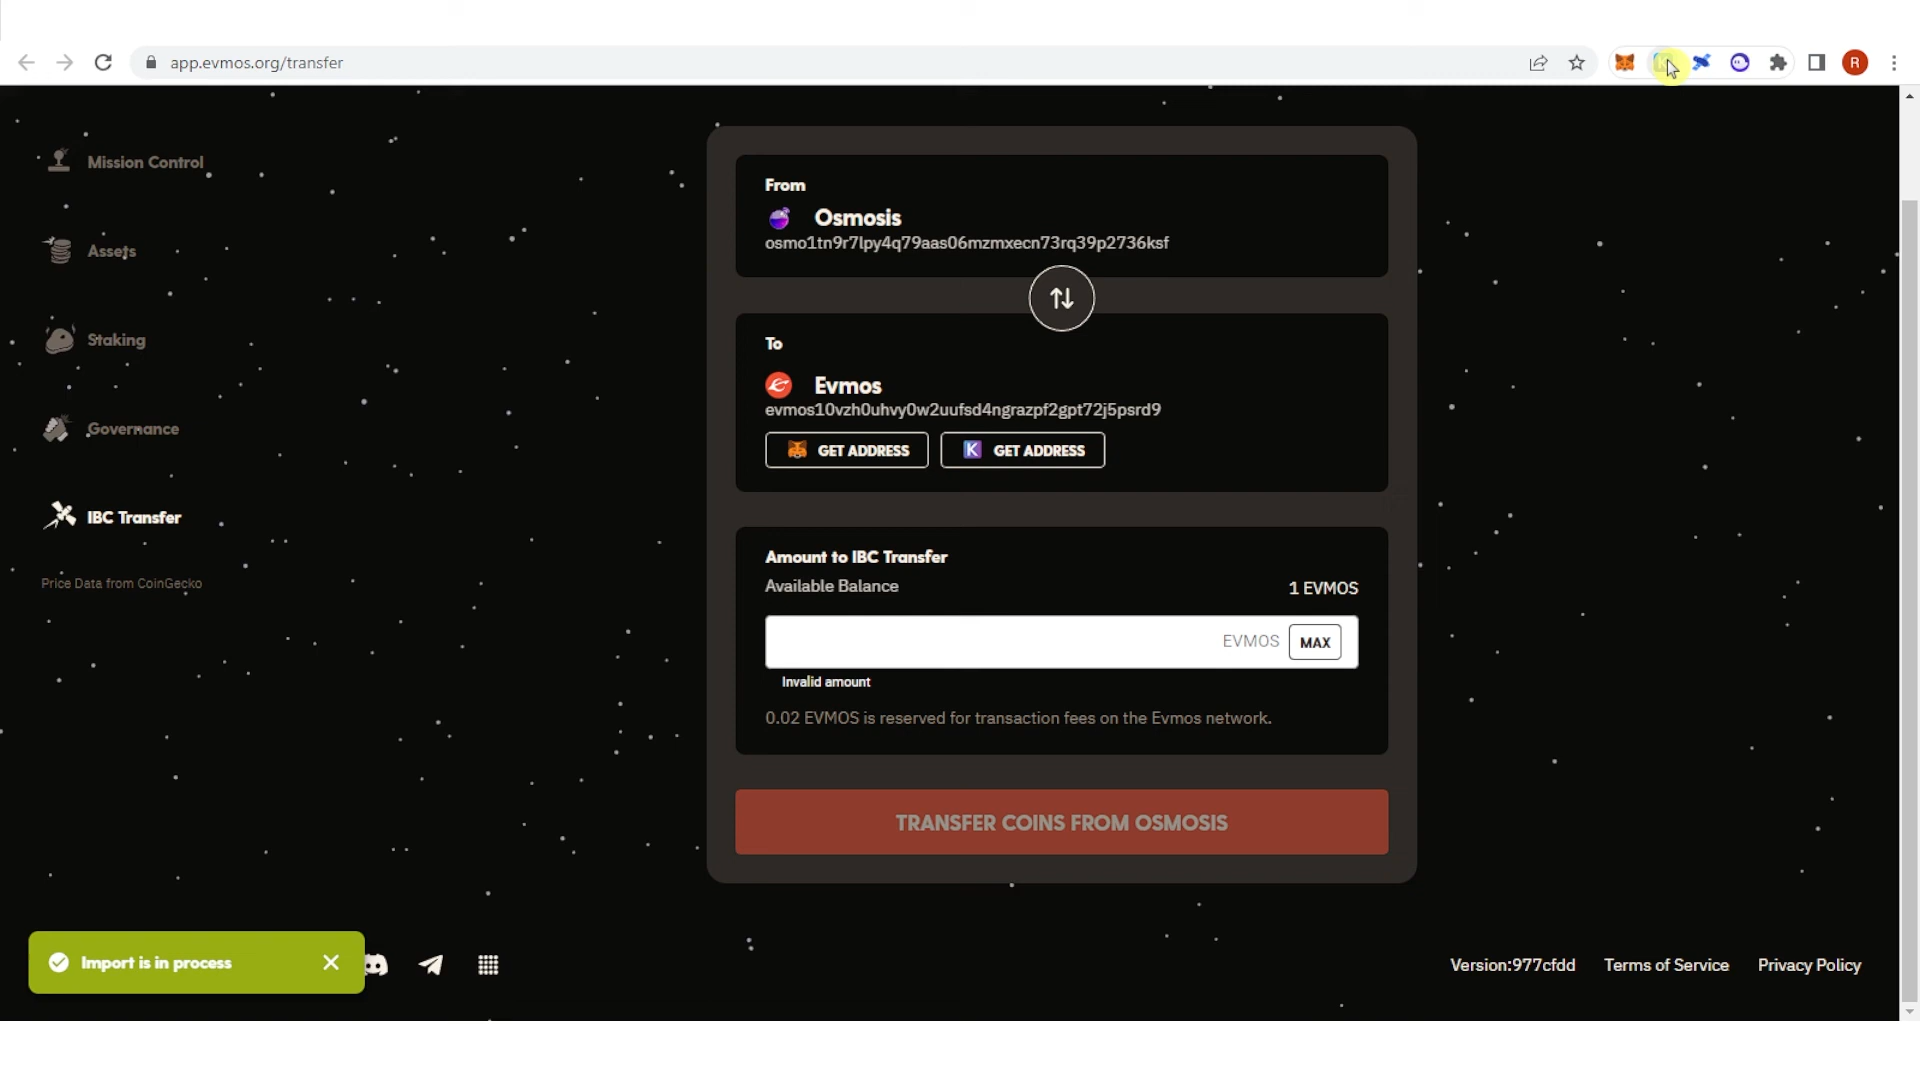 app.evmos.org/transfer
R
Mission Control
Assets
Staking
Governance
IBC Transfer
Price Data from CoinGecko
From
Osmosis
osmo1tn9r7lpy4q79aas06mzmxecn73rq39p2736ksf
To
Evmos
evmos10vzh0uhvy0w2uufsd4ngrazpf2gpt72j5psrd9
GET ADDRESS
K GET ADDRESS
Amount to IBC Transfer
Available Balance 1 EVMOS
EVMOS MAX
Invalid amount
0.02 EVMOS is reserved for transaction fees on the Evmos network.
TRANSFER COINS FROM OSMOSIS
Import is in process
Version:977cfdd Terms of Service Privacy Policy